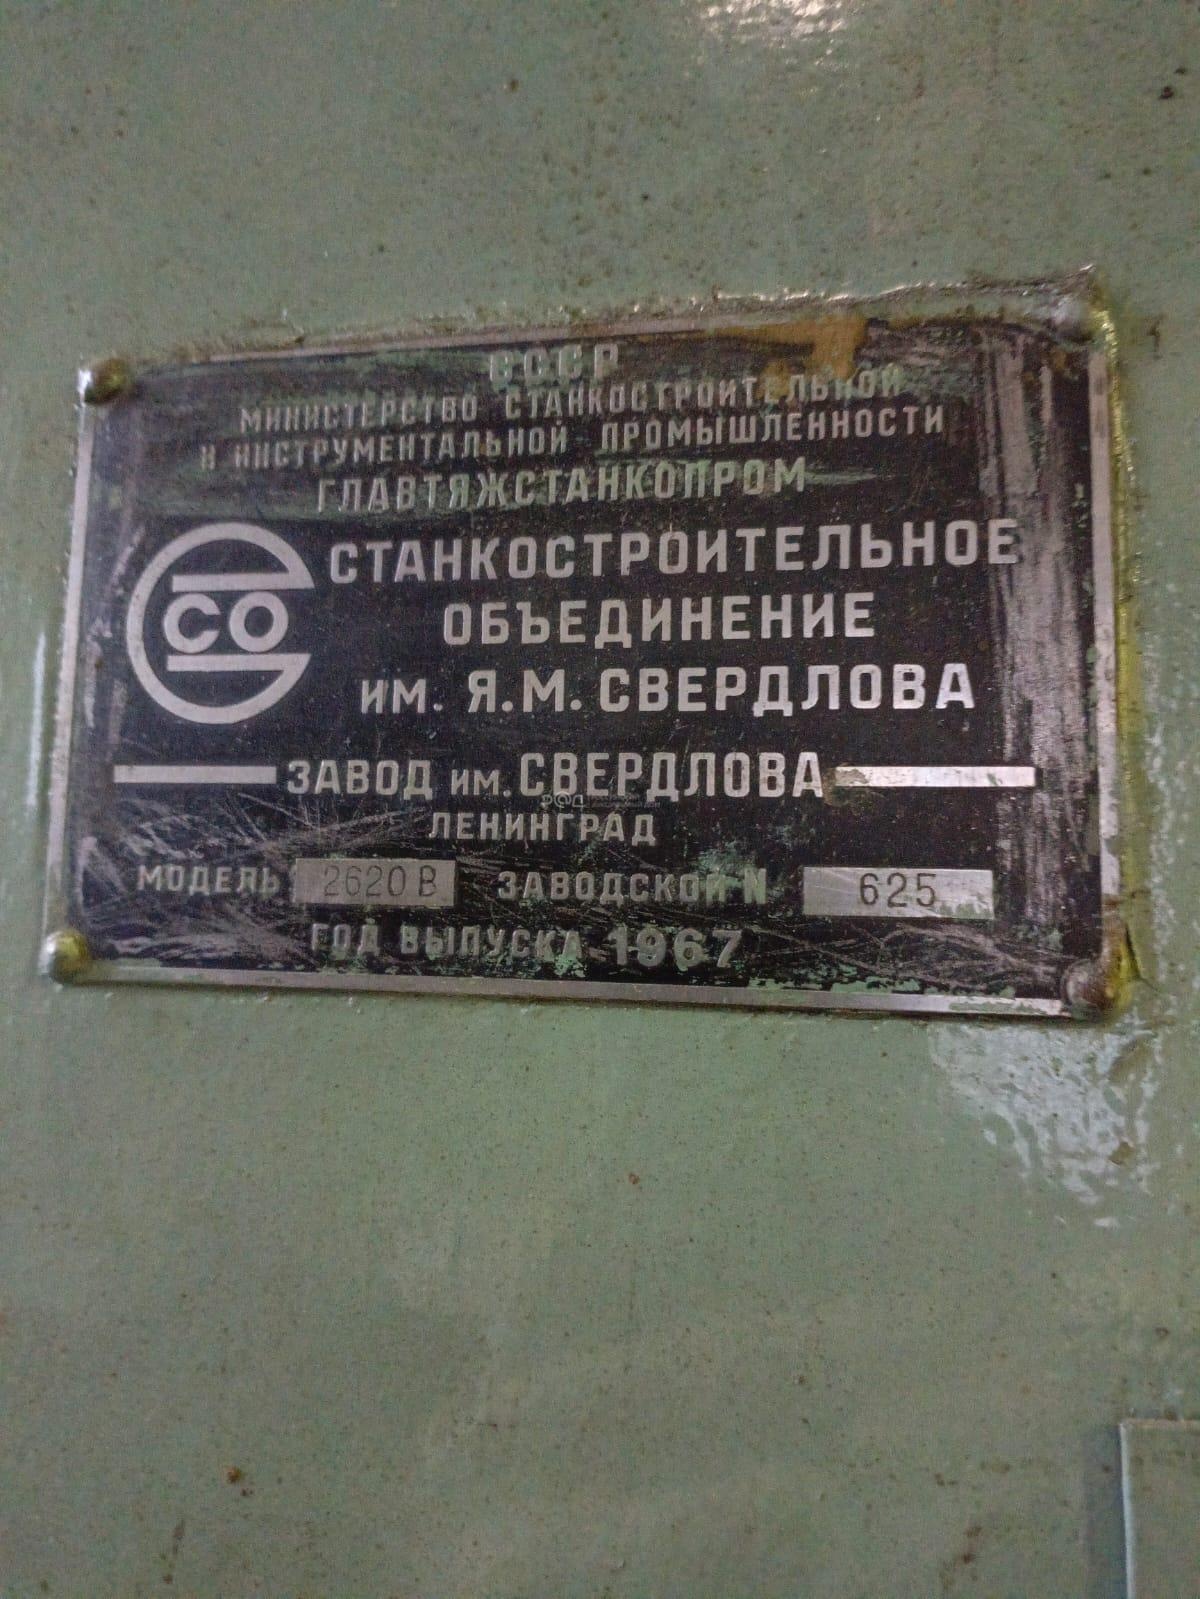 СССР
МИНИСТЕРСТВО СТАНКОСТРОИТЕЛЬНОЙ
И ИНСТРУМЕНТАЛЬНОЙ ПРОМЫШЛЕННОСТИ
ГЛАВТЯЖСТАНКОПРОМ
СО
СТАНКОСТРОИТЕЛЬНОЕ
ОБЪЕДИНЕНИЕ
ИМ. Я.М. СВЕРДЛОВА
ЗАВОД ИМ. СВЕРДЛОВА
ЛЕНИНГРАД
МОДЕЛЬ 2620В ЗАВОДСКОЙ N 625
ГОД ВЫПУСКА 1967